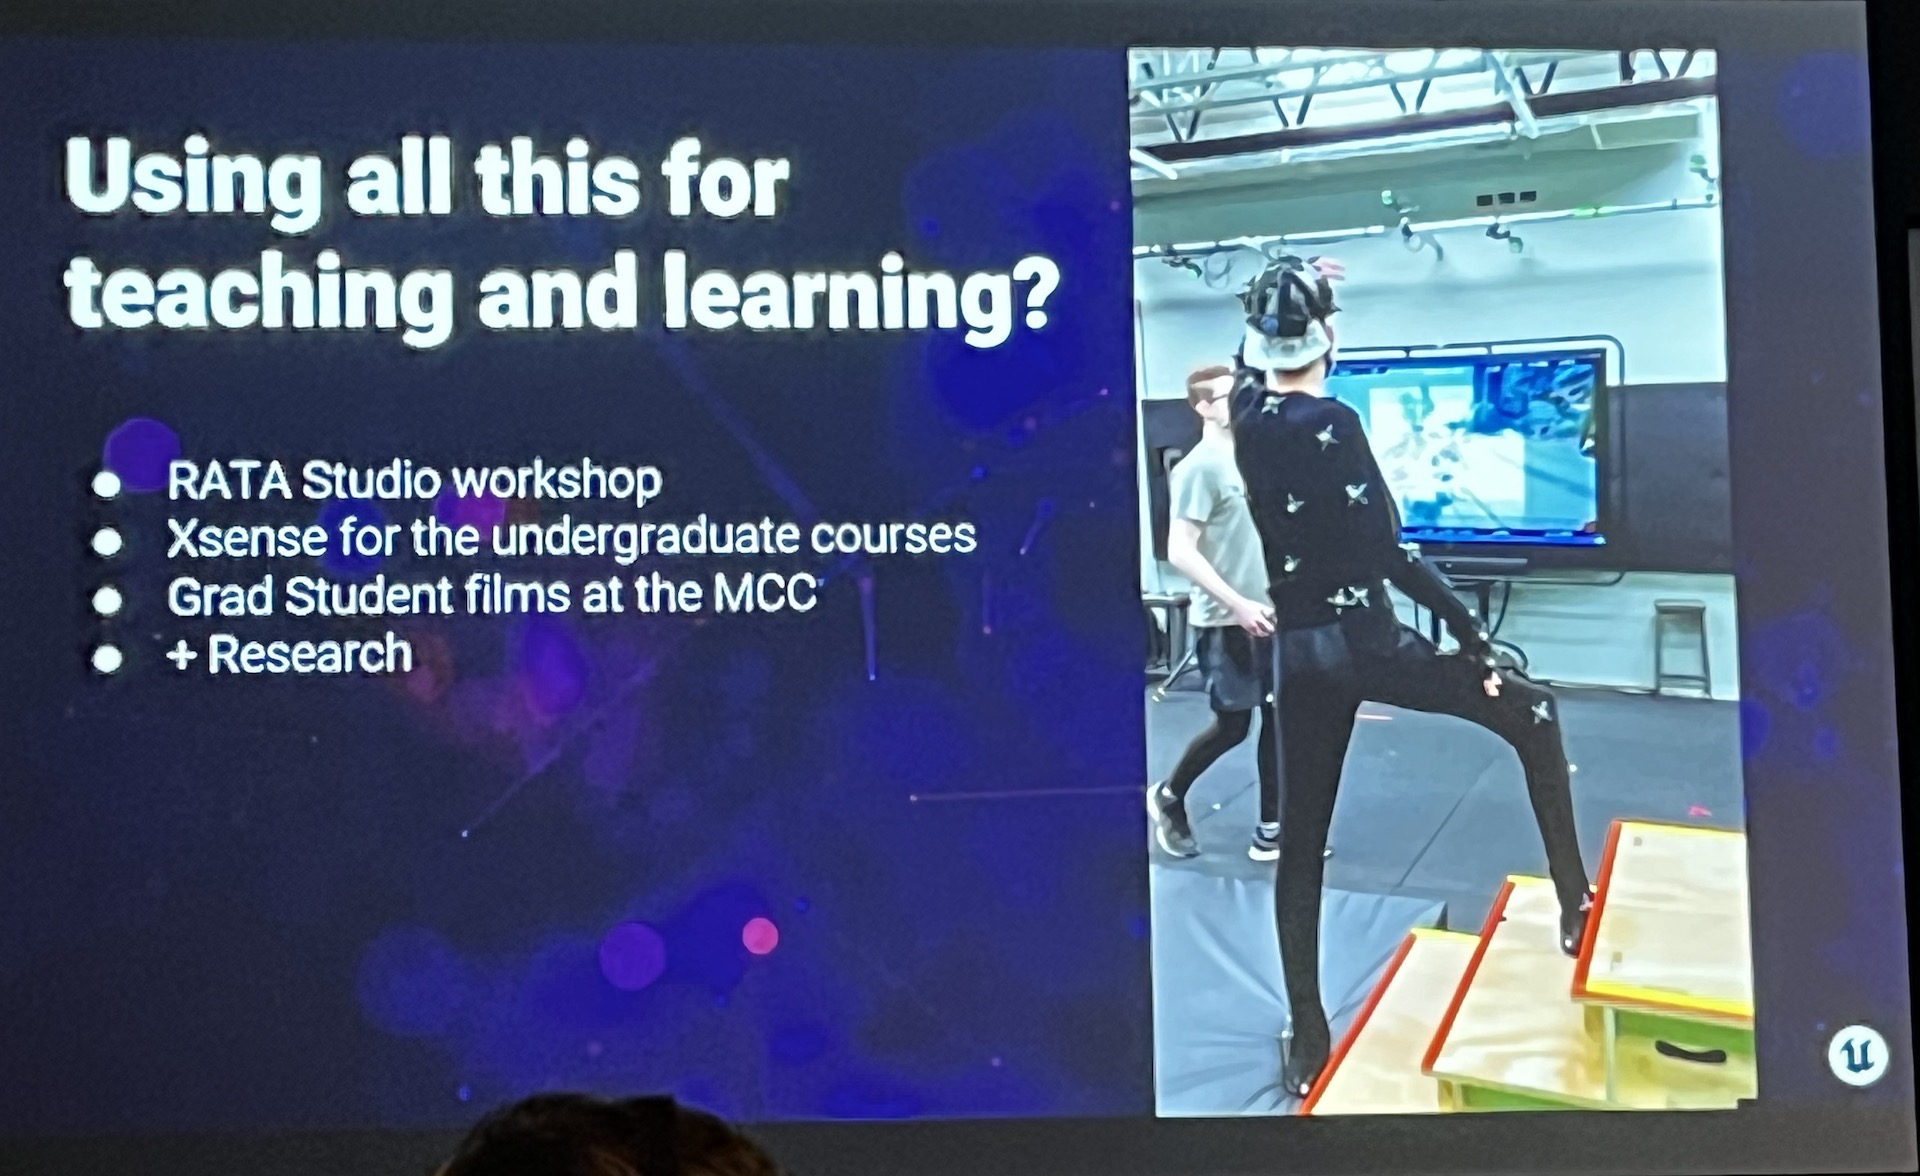 Using all this for
teaching and learning?
● RATA Studio workshop
● Xsense for the undergraduate courses
● Grad Student films at the MCC
● + Research